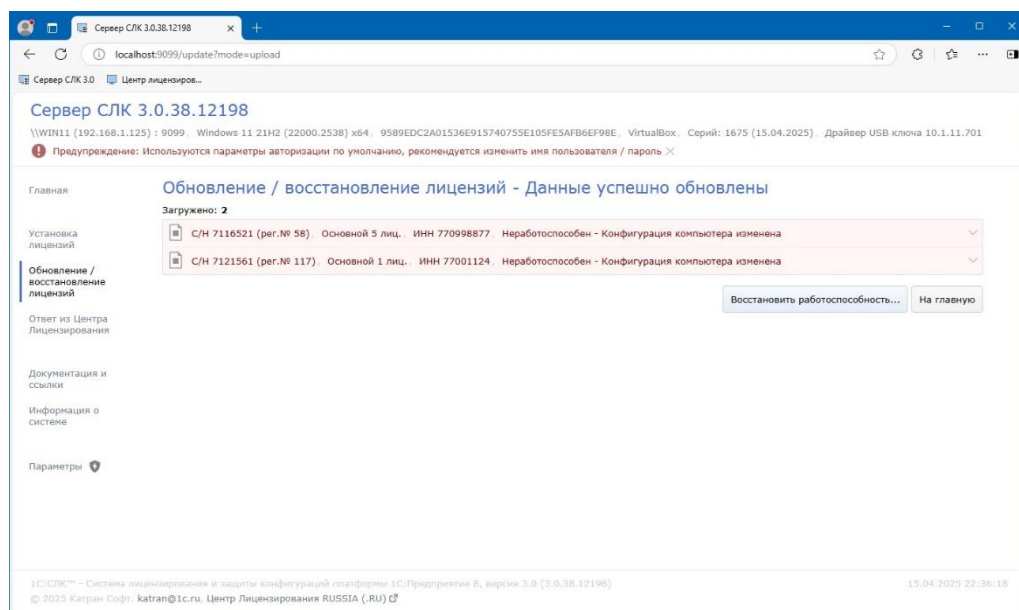 Сервер СЛК 3.0.38.12198
localhost:9099/update?mode=upload
Сервер СЛК 3.0 Центр лицензиров...
Сервер СЛК 3.0.38.12198
\\WIN11 (192.168.1.125) : 9099, Windows 11 21H2 (22000.2538) x64, 9589EDC2A01536E915740755E105FE5AFB6EF98E, VirtualBox, Серий: 1675 (15.04.2025), Драйвер USB ключа 10.1.11.701
Предупреждение: Используются параметры авторизации по умолчанию, рекомендуется изменить имя пользователя / пароль
Главная
Установка
лицензий
Обновление /
восстановление
лицензий
Ответ из Центра
Лицензирования
Документация и
ссылки
Информация о
системе
Параметры
Обновление / восстановление лицензий - Данные успешно обновлены
Загружено: 2
С/Н 7116521 (рег.№ 58), Основной 5 лиц., ИНН 770998877, Неработоспособен - Конфигурация компьютера изменена
С/Н 7121561 (рег.№ 117), Основной 1 лиц., ИНН 77001124, Неработоспособен - Конфигурация компьютера изменена
Восстановить работоспособность... На главную
1С:СЛК™ - Система лицензирования и защиты конфигураций платформы 1С:Предприятие 8, версия 3.0 (3.0.38.12198) 15.04.2025 22:36:18
© 2025 Катран Софт, katran@1c.ru, Центр Лицензирования RUSSIA (.RU)